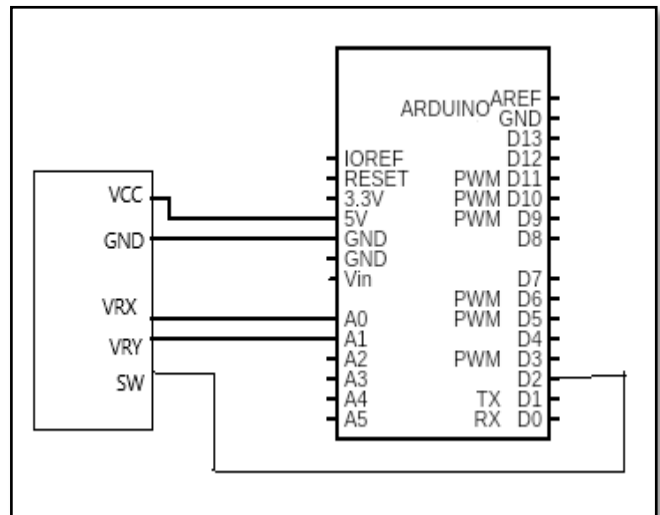 VCC
GND
VRX
VRY
SW
ARDUINO
IOREF
RESET
3.3V
5V
GND
GND
Vin
A0
A1
A2
A3
A4
A5
AREF
GND
D13
D12
PWM D11
PWM D10
PWM D9
D8
D7
PWM D6
PWM D5
D4
PWM D3
D2
TX D1
RX D0